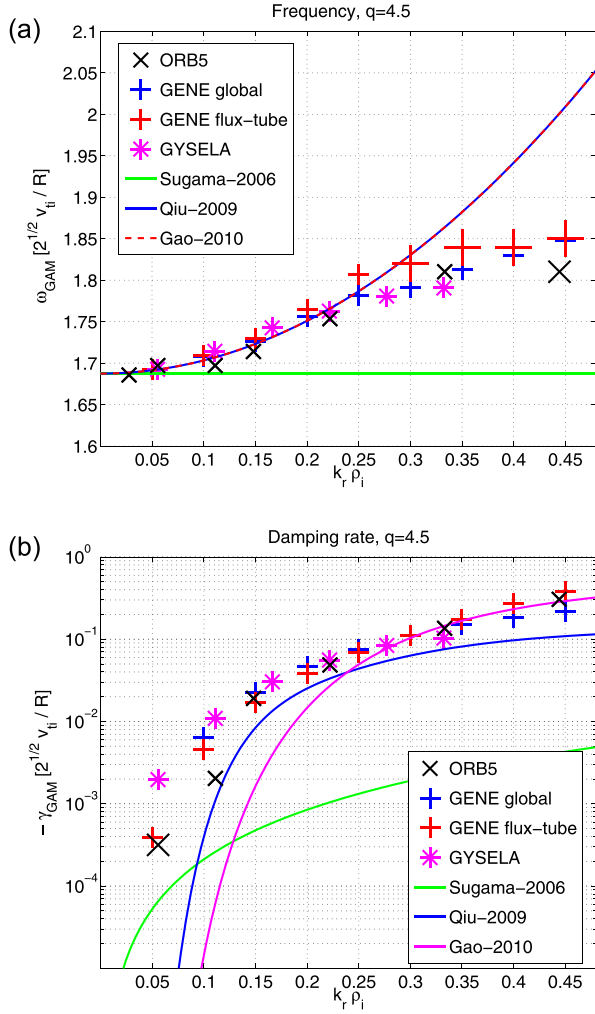 (a)
Frequency, q=4.5
2.1
2.05
2
1.95
1.9
1.85
1.8
1.75
1.7
1.65
1.6
ω_GAM [2^1/2 v_ti / R]
ORB5
GENE global
GENE flux−tube
GYSELA
Sugama−2006
Qiu−2009
Gao−2010
0.05 0.1 0.15 0.2 0.25 0.3 0.35 0.4 0.45
k_r ρ_i
(b)
Damping rate, q=4.5
10^0
10^−1
10^−2
10^−3
10^−4
− γ_GAM [2^1/2 v_ti / R]
ORB5
GENE global
GENE flux−tube
GYSELA
Sugama−2006
Qiu−2009
Gao−2010
0.05 0.1 0.15 0.2 0.25 0.3 0.35 0.4 0.45
k_r ρ_i